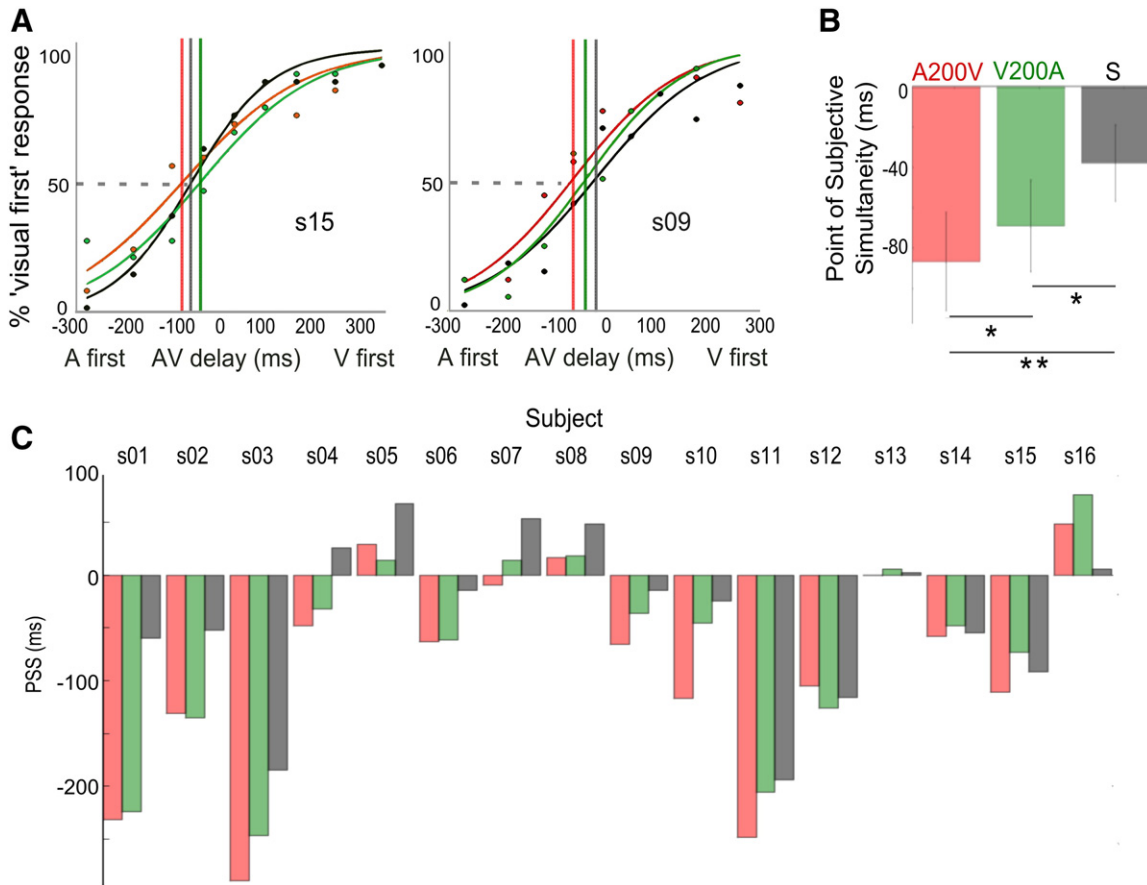 A
% 'visual first' response
100
50
0
s15
-300 -200 -100 0 100 200 300
A first AV delay (ms) V first
100
50
0
s09
-300 -200 -100 0 100 200 300
A first AV delay (ms) V first
B
A200V V200A S
Point of Subjective
Simultaneity (ms)
0
-40
-80
*
*
**
C
Subject
s01 s02 s03 s04 s05 s06 s07 s08 s09 s10 s11 s12 s13 s14 s15 s16
PSS (ms)
100
0
-100
-200